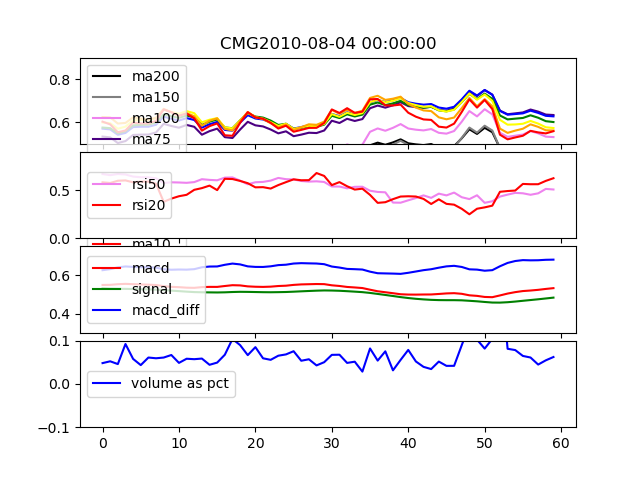 CMG2010-08-04 00:00:00
0.8
0.6
ma200
ma150
ma100
ma75
0.5
0.0
rsi50
rsi20
ma10
0.6
0.4
macd
signal
macd_diff
0.1
0.0
−0.1
volume as pct
0 10 20 30 40 50 60